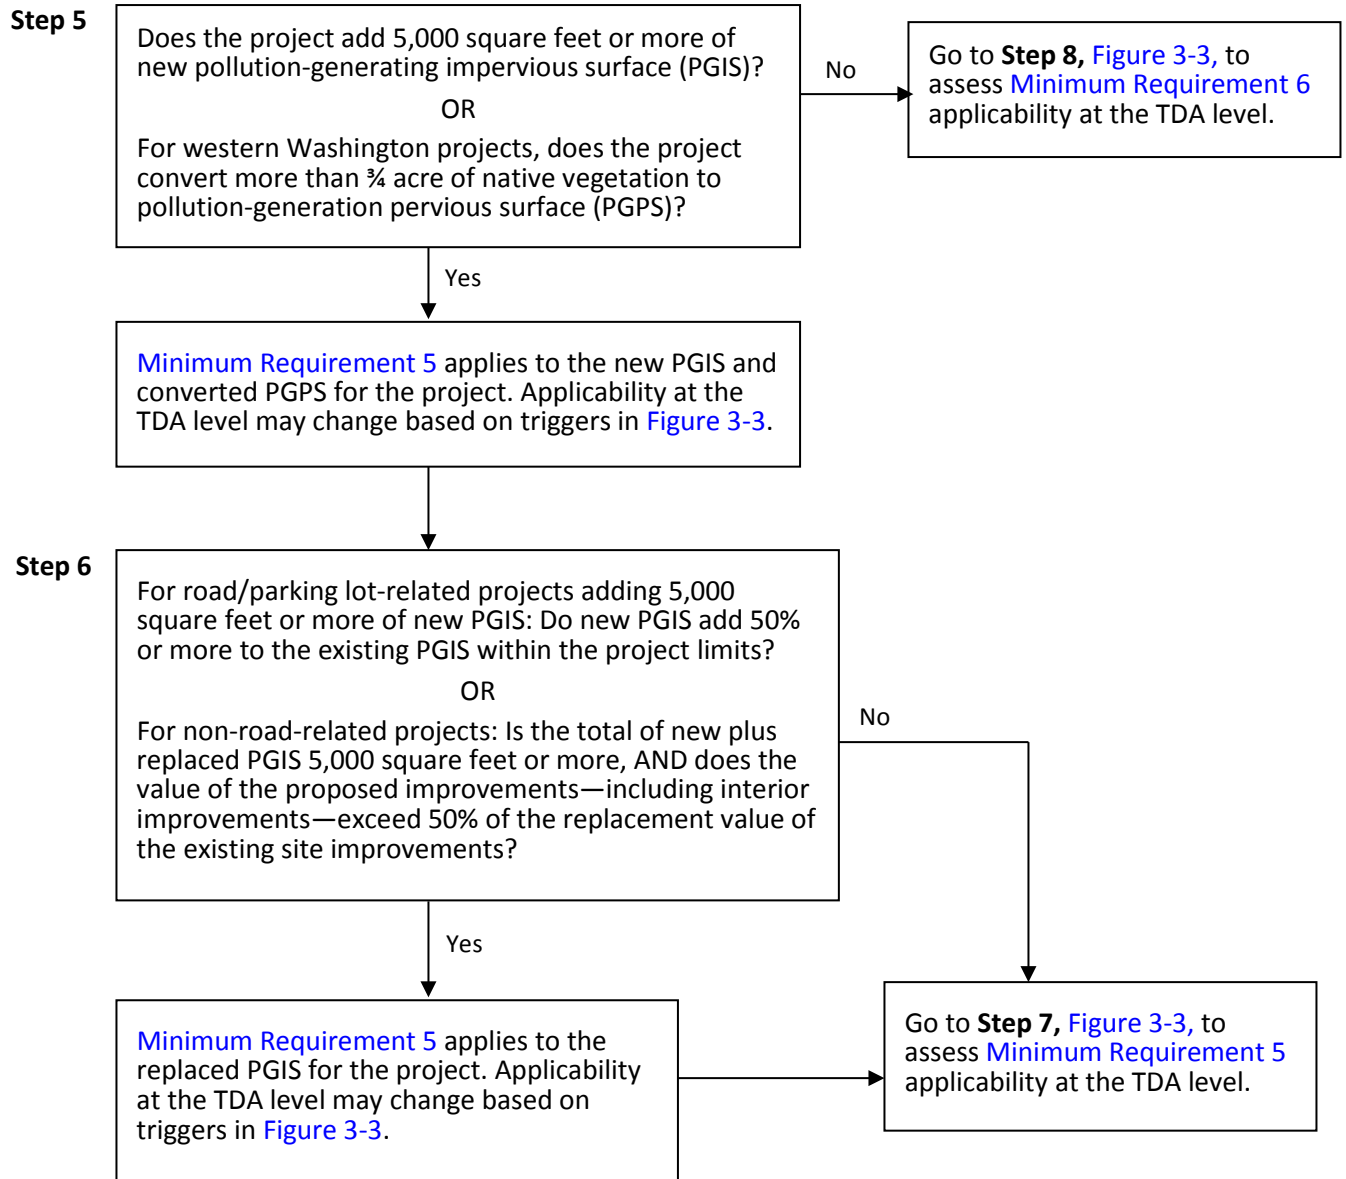 Step 5
Does the project add 5,000 square feet or more of
new pollution-generating impervious surface (PGIS)?
OR
For western Washington projects, does the project
convert more than ¾ acre of native vegetation to
pollution-generation pervious surface (PGPS)?
No
Go to Step 8, Figure 3-3, to
assess Minimum Requirement 6
applicability at the TDA level.
Yes
Minimum Requirement 5 applies to the new PGIS and
converted PGPS for the project. Applicability at the
TDA level may change based on triggers in Figure 3-3.
Step 6
For road/parking lot-related projects adding 5,000
square feet or more of new PGIS: Do new PGIS add 50%
or more to the existing PGIS within the project limits?
OR
For non-road-related projects: Is the total of new plus
replaced PGIS 5,000 square feet or more, AND does the
value of the proposed improvements—including interior
improvements—exceed 50% of the replacement value of
the existing site improvements?
No
Yes
Minimum Requirement 5 applies to the
replaced PGIS for the project. Applicability
at the TDA level may change based on
triggers in Figure 3-3.
Go to Step 7, Figure 3-3, to
assess Minimum Requirement 5
applicability at the TDA level.